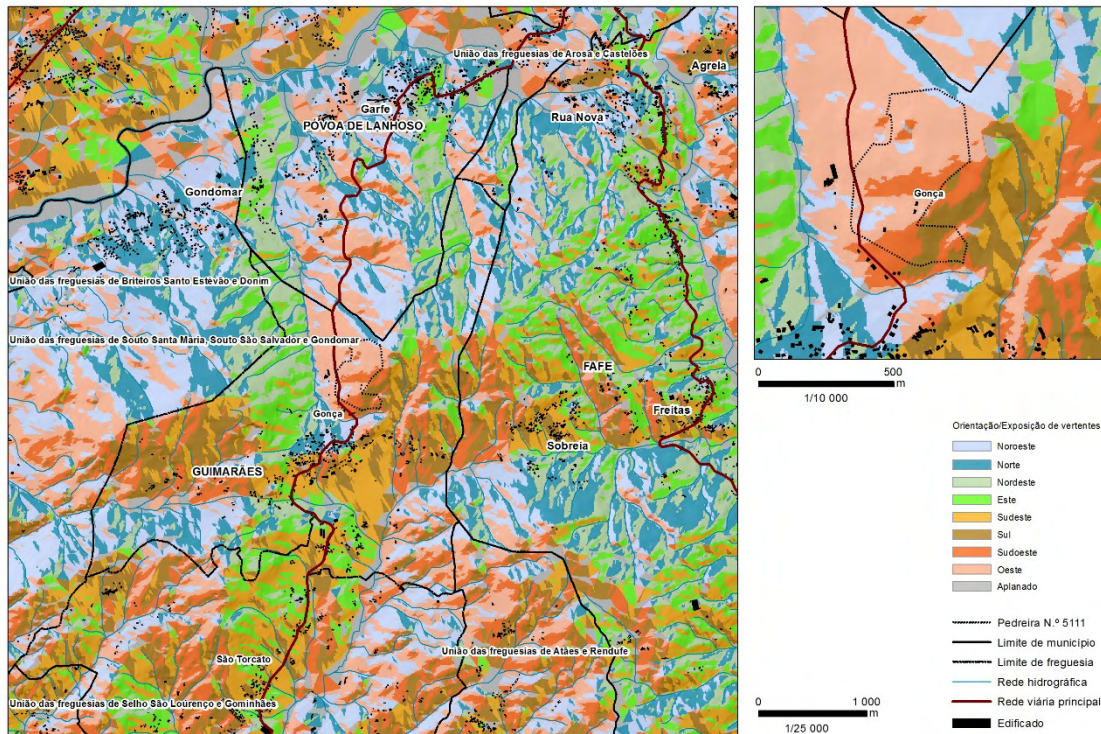 União das freguesias de Arosa e Castelões
Agrela
Garfe
PÓVOA DE LANHOSO
Rua Nova
Gondomar
União das freguesias de Briteiros Santo Estêvão e Donim
União das freguesias de Souto Santa Maria, Souto São Salvador e Gondomar
FAFE
Gonça
Freitas
Sobreia
GUIMARÃES
São Torcato
União das freguesias de Atães e Rendufe
União das freguesias de Selho São Lourenço e Gominhães
Gonça
0 500
m
1/10 000
Orientação/Exposição de vertentes
Noroeste
Norte
Nordeste
Este
Sudeste
Sul
Sudoeste
Oeste
Aplanado
Pedreira N.º 5111
Limite de município
Limite de freguesia
Rede hidrográfica
Rede viária principal
Edificado
0 1 000
m
1/25 000